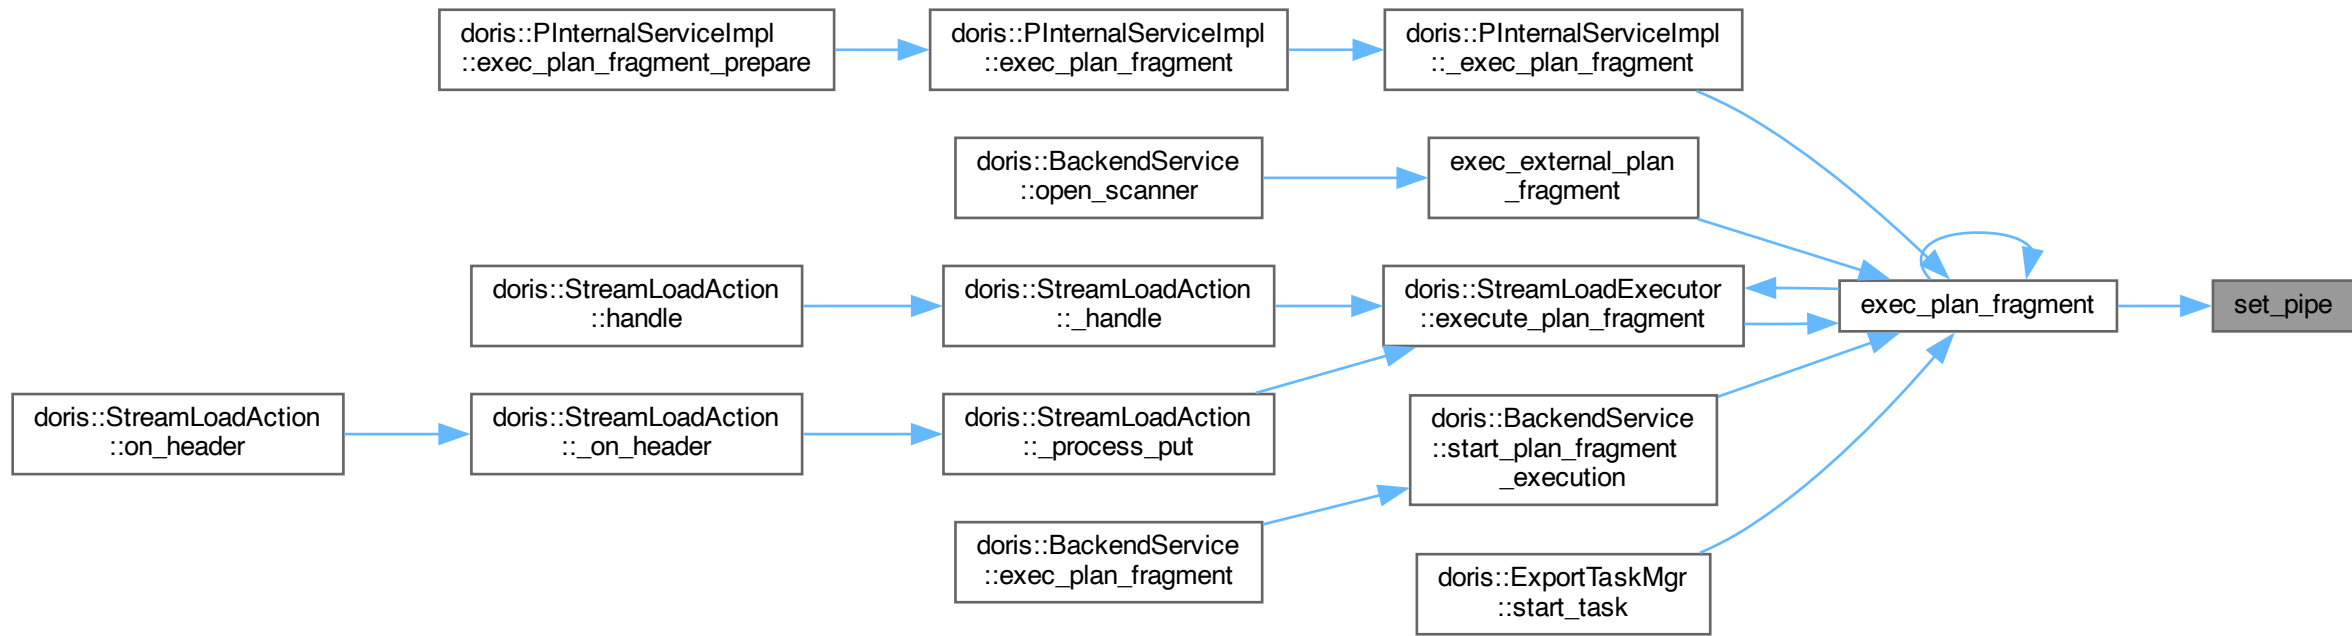 doris::PInternalServiceImpl
::exec_plan_fragment_prepare
doris::PInternalServiceImpl
::exec_plan_fragment
doris::PInternalServiceImpl
::_exec_plan_fragment
doris::BackendService
::open_scanner
exec_external_plan
_fragment
doris::StreamLoadAction
::handle
doris::StreamLoadAction
::_handle
doris::StreamLoadExecutor
::execute_plan_fragment
exec_plan_fragment
set_pipe
doris::StreamLoadAction
::on_header
doris::StreamLoadAction
::_on_header
doris::StreamLoadAction
::_process_put
doris::BackendService
::start_plan_fragment
_execution
doris::BackendService
::exec_plan_fragment
doris::ExportTaskMgr
::start_task